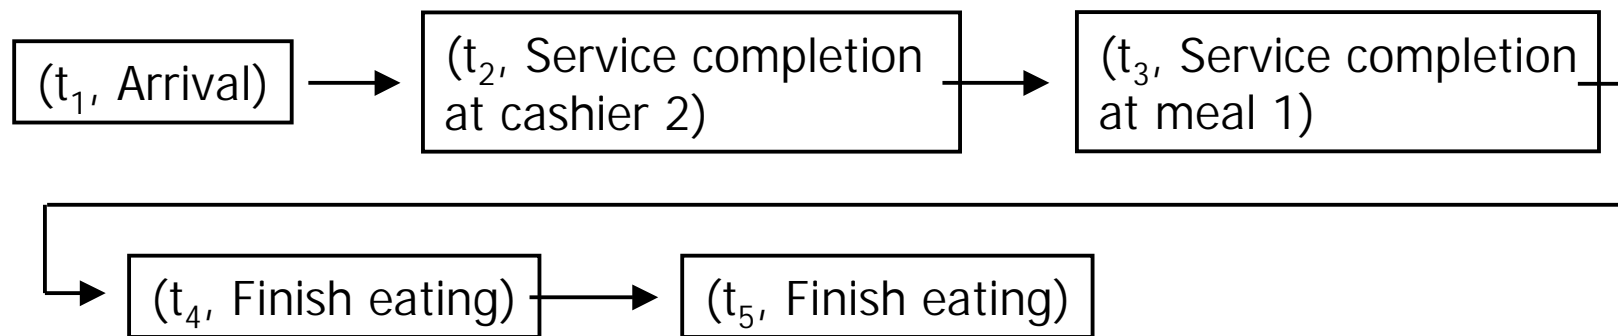 (t₁, Arrival)
(t₂, Service completion
at cashier 2)
(t₃, Service completion
at meal 1)
(t₄, Finish eating)
(t₅, Finish eating)